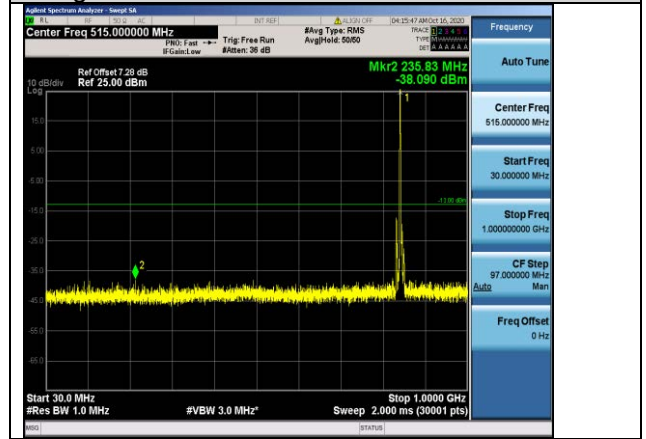 Agilent Spectrum Analyzer - Swept SA
RL RF 50 Ω AC INT REF ALIGN OFF 04:15:47 AM Oct 16, 2020
Center Freq 515.000000 MHz
PNO: Fast
IFGain:Low
Trig: Free Run
#Atten: 36 dB
#Avg Type: RMS
Avg|Hold: 50/50
TRACE 1 2 3 4 5 6
TYPE
DET A A A A A A
Frequency
Mkr2 235.83 MHz
-38.090 dBm
Ref Offset 7.28 dB
10 dB/div Ref 25.00 dBm
Log
1
15.0
5.00
-5.00
-13.00 dBm
-15.0
-25.0
2
-35.0
-45.0
-55.0
-65.0
Start 30.0 MHz Stop 1.0000 GHz
#Res BW 1.0 MHz #VBW 3.0 MHz* Sweep 2.000 ms (30001 pts)
MSG STATUS
Auto Tune
Center Freq
515.000000 MHz
Start Freq
30.000000 MHz
Stop Freq
1.000000000 GHz
CF Step
97.000000 MHz
Auto Man
Freq Offset
0 Hz